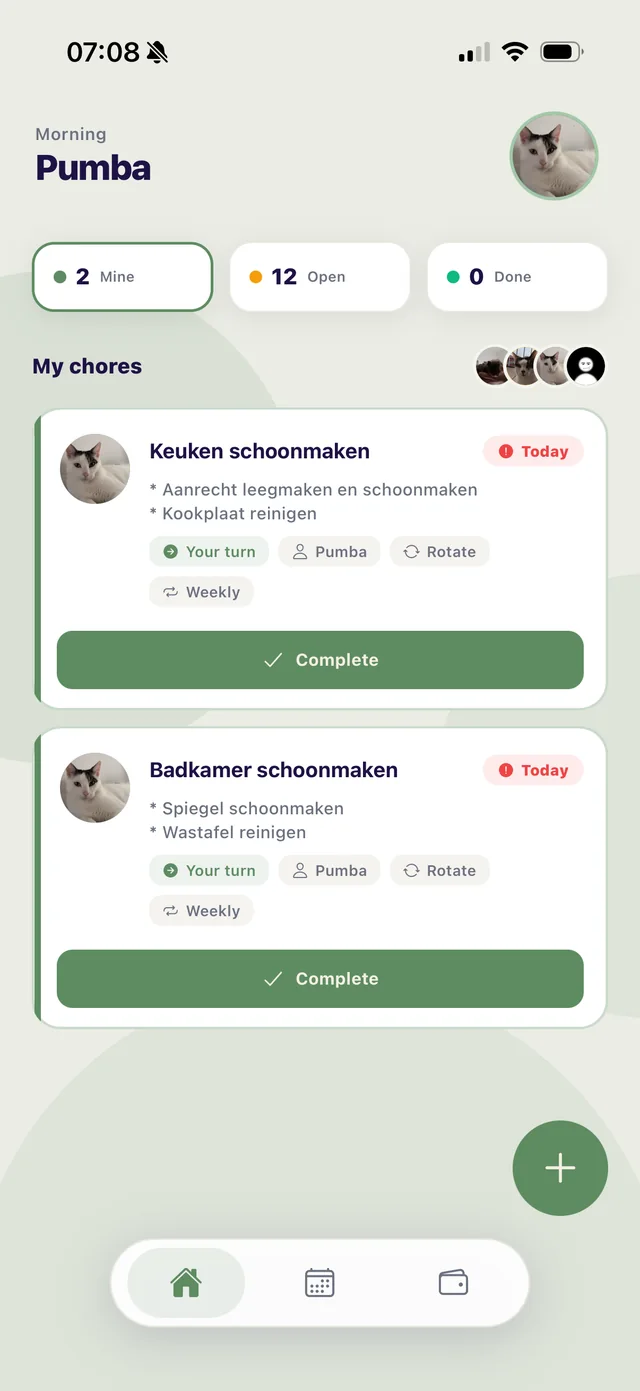 07:08
Morning
Pumba
2 Mine
12 Open
0 Done
My chores
Keuken schoonmaken
Today
* Aanrecht leegmaken en schoonmaken
* Kookplaat reinigen
Your turn
Pumba
Rotate
Weekly
Complete
Badkamer schoonmaken
Today
* Spiegel schoonmaken
* Wastafel reinigen
Your turn
Pumba
Rotate
Weekly
Complete